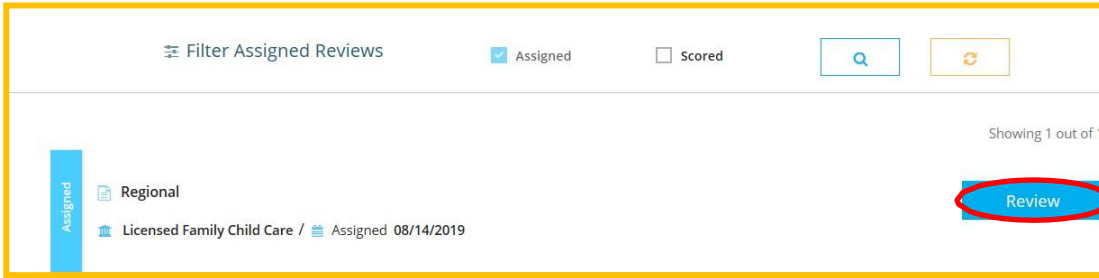 Filter Assigned Reviews Assigned Scored
Showing 1 out of
Assigned
Regional
Review
Licensed Family Child Care / Assigned 08/14/2019